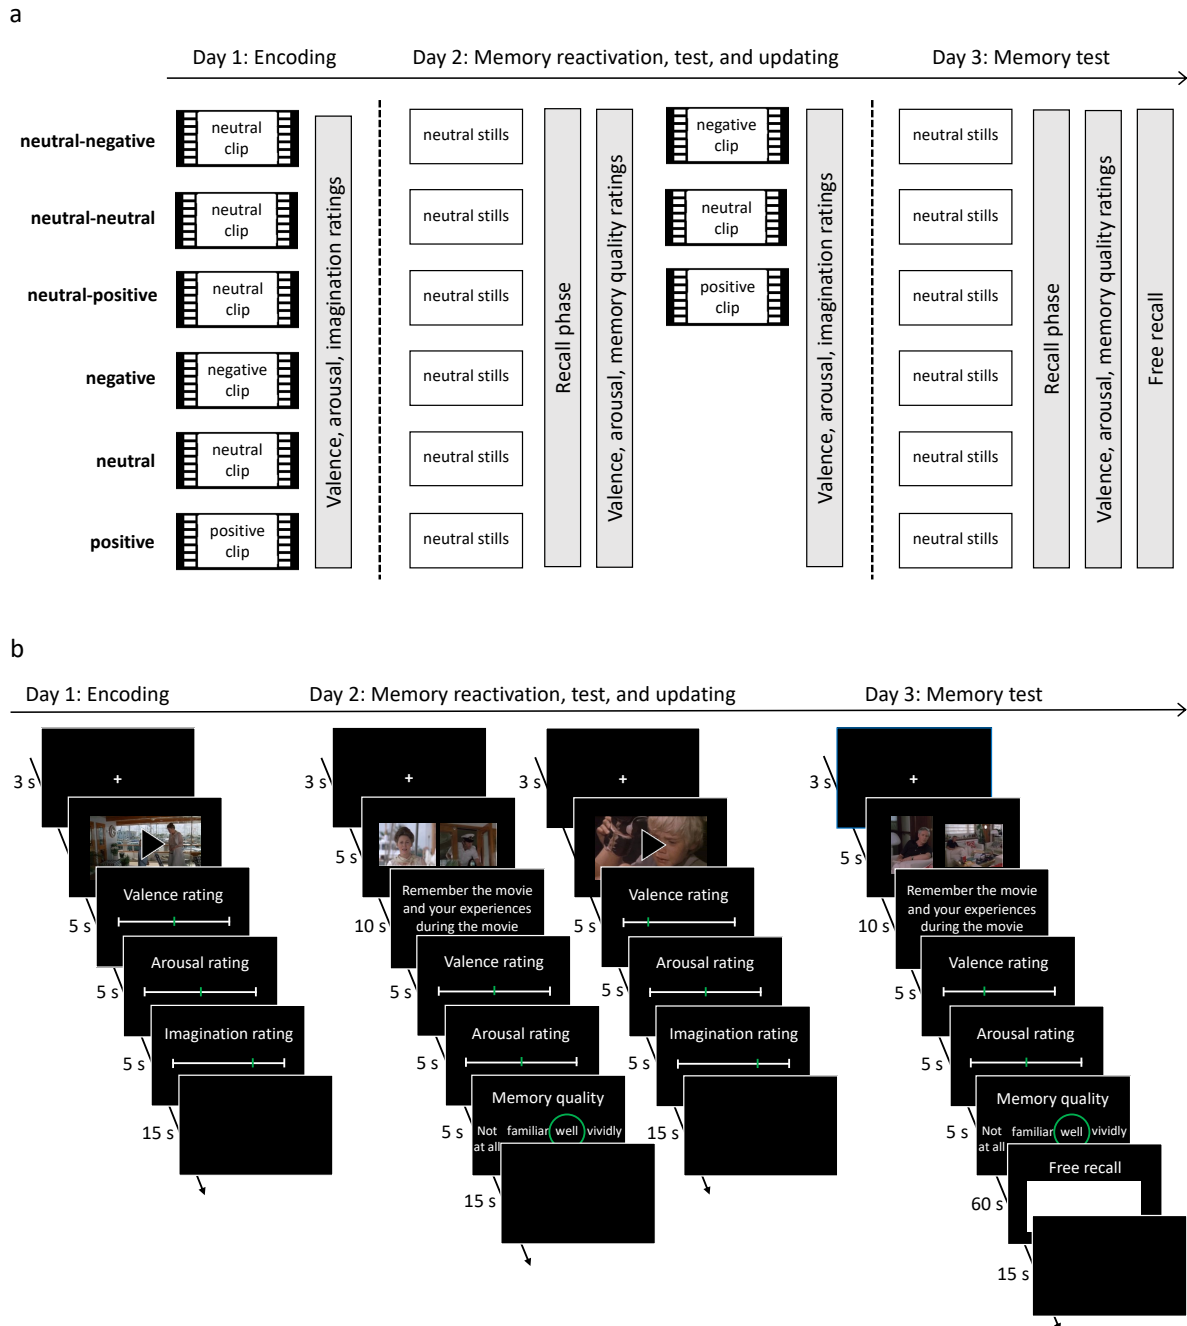 a
Day 1: Encoding
Day 2: Memory reactivation, test, and updating
Day 3: Memory test
neutral-negative
neutral
clip
neutral stills
negative
clip
neutral stills
neutral-neutral
neutral
clip
neutral stills
neutral
clip
neutral stills
neutral-positive
neutral
clip
neutral stills
positive
clip
neutral stills
negative
negative
clip
neutral stills
neutral stills
neutral
neutral
clip
neutral stills
neutral stills
positive
positive
clip
neutral stills
neutral stills
Valence, arousal, imagination ratings
Recall phase
Valence, arousal, memory quality ratings
Valence, arousal, imagination ratings
Recall phase
Valence, arousal, memory quality ratings
Free recall
b
Day 1: Encoding
Day 2: Memory reactivation, test, and updating
Day 3: Memory test
3 s
+
5 s
Valence rating
5 s
Arousal rating
5 s
Imagination rating
15 s
3 s
+
5 s
10 s
Remember the movie
and your experiences
during the movie
5 s
Valence rating
5 s
Arousal rating
5 s
Memory quality
Not
at all
familiar
well
vividly
15 s
3 s
+
5 s
Valence rating
5 s
Arousal rating
5 s
Imagination rating
15 s
3 s
+
5 s
10 s
Remember the movie
and your experiences
during the movie
5 s
Valence rating
5 s
Arousal rating
5 s
Memory quality
Not
at all
familiar
well
vividly
60 s
Free recall
15 s